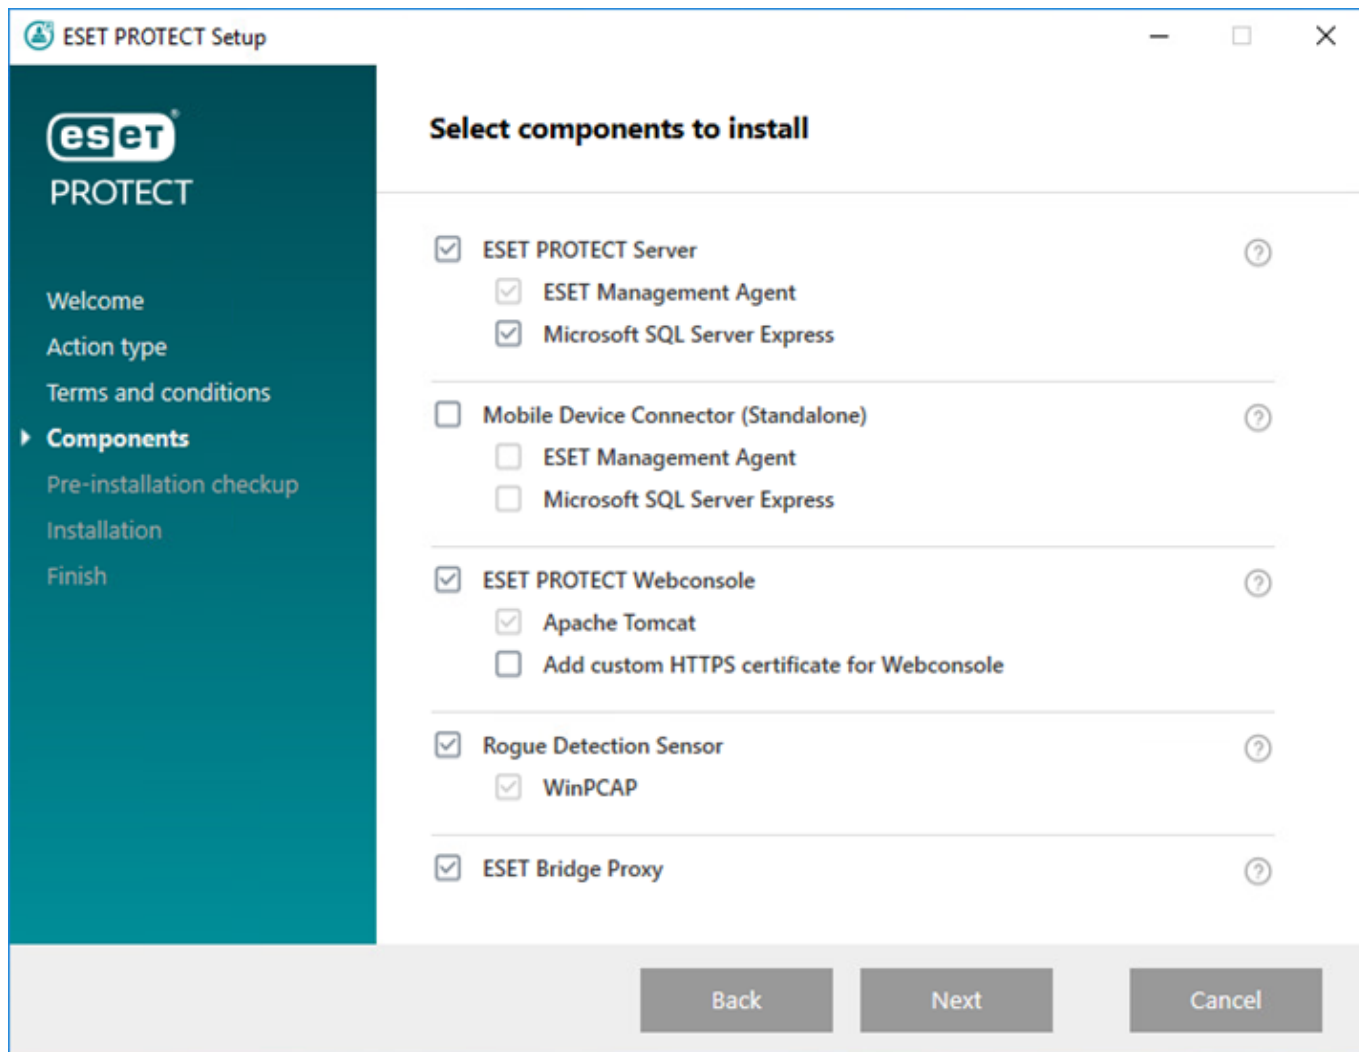 ESET PROTECT Setup
eset®
PROTECT
Welcome
Action type
Terms and conditions
Components
Pre-installation checkup
Installation
Finish
Select components to install
ESET PROTECT Server
ESET Management Agent
Microsoft SQL Server Express
Mobile Device Connector (Standalone)
ESET Management Agent
Microsoft SQL Server Express
ESET PROTECT Webconsole
Apache Tomcat
Add custom HTTPS certificate for Webconsole
Rogue Detection Sensor
WinPCAP
ESET Bridge Proxy
Back
Next
Cancel